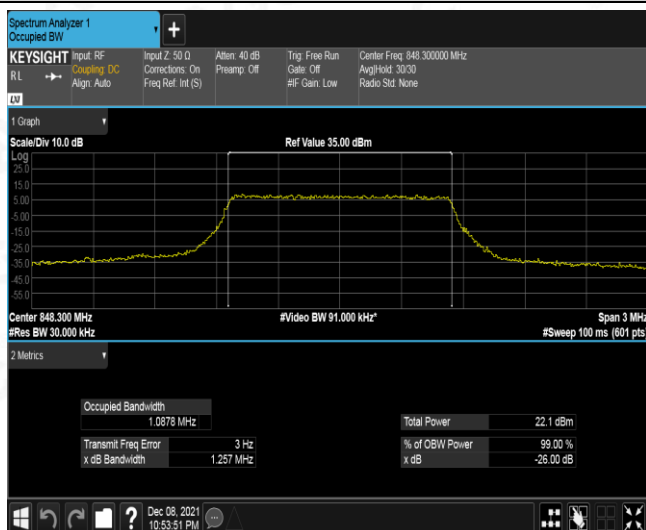 Spectrum Analyzer 1
Occupied BW
+
KEYSIGHT Input: RF Input Z: 50 Ω Atten: 40 dB Trig: Free Run Center Freq: 848.300000 MHz
RL Coupling: DC Corrections: On Preamp: Off Gate: Off Avg|Hold: 30/30
Align: Auto Freq Ref: Int (S) #IF Gain: Low Radio Std: None
LXI
1 Graph
Scale/Div 10.0 dB Ref Value 35.00 dBm
Log
25.0
15.0
5.00
-5.00
-15.0
-25.0
-35.0
-45.0
-55.0
Center 848.300 MHz #Video BW 91.000 kHz* Span 3 MHz
#Res BW 30.000 kHz #Sweep 100 ms (601 pts)
2 Metrics
Occupied Bandwidth
1.0878 MHz Total Power 22.1 dBm
Transmit Freq Error 3 Hz % of OBW Power 99.00 %
x dB Bandwidth 1.257 MHz x dB -26.00 dB
? Dec 08, 2021
10:53:51 PM